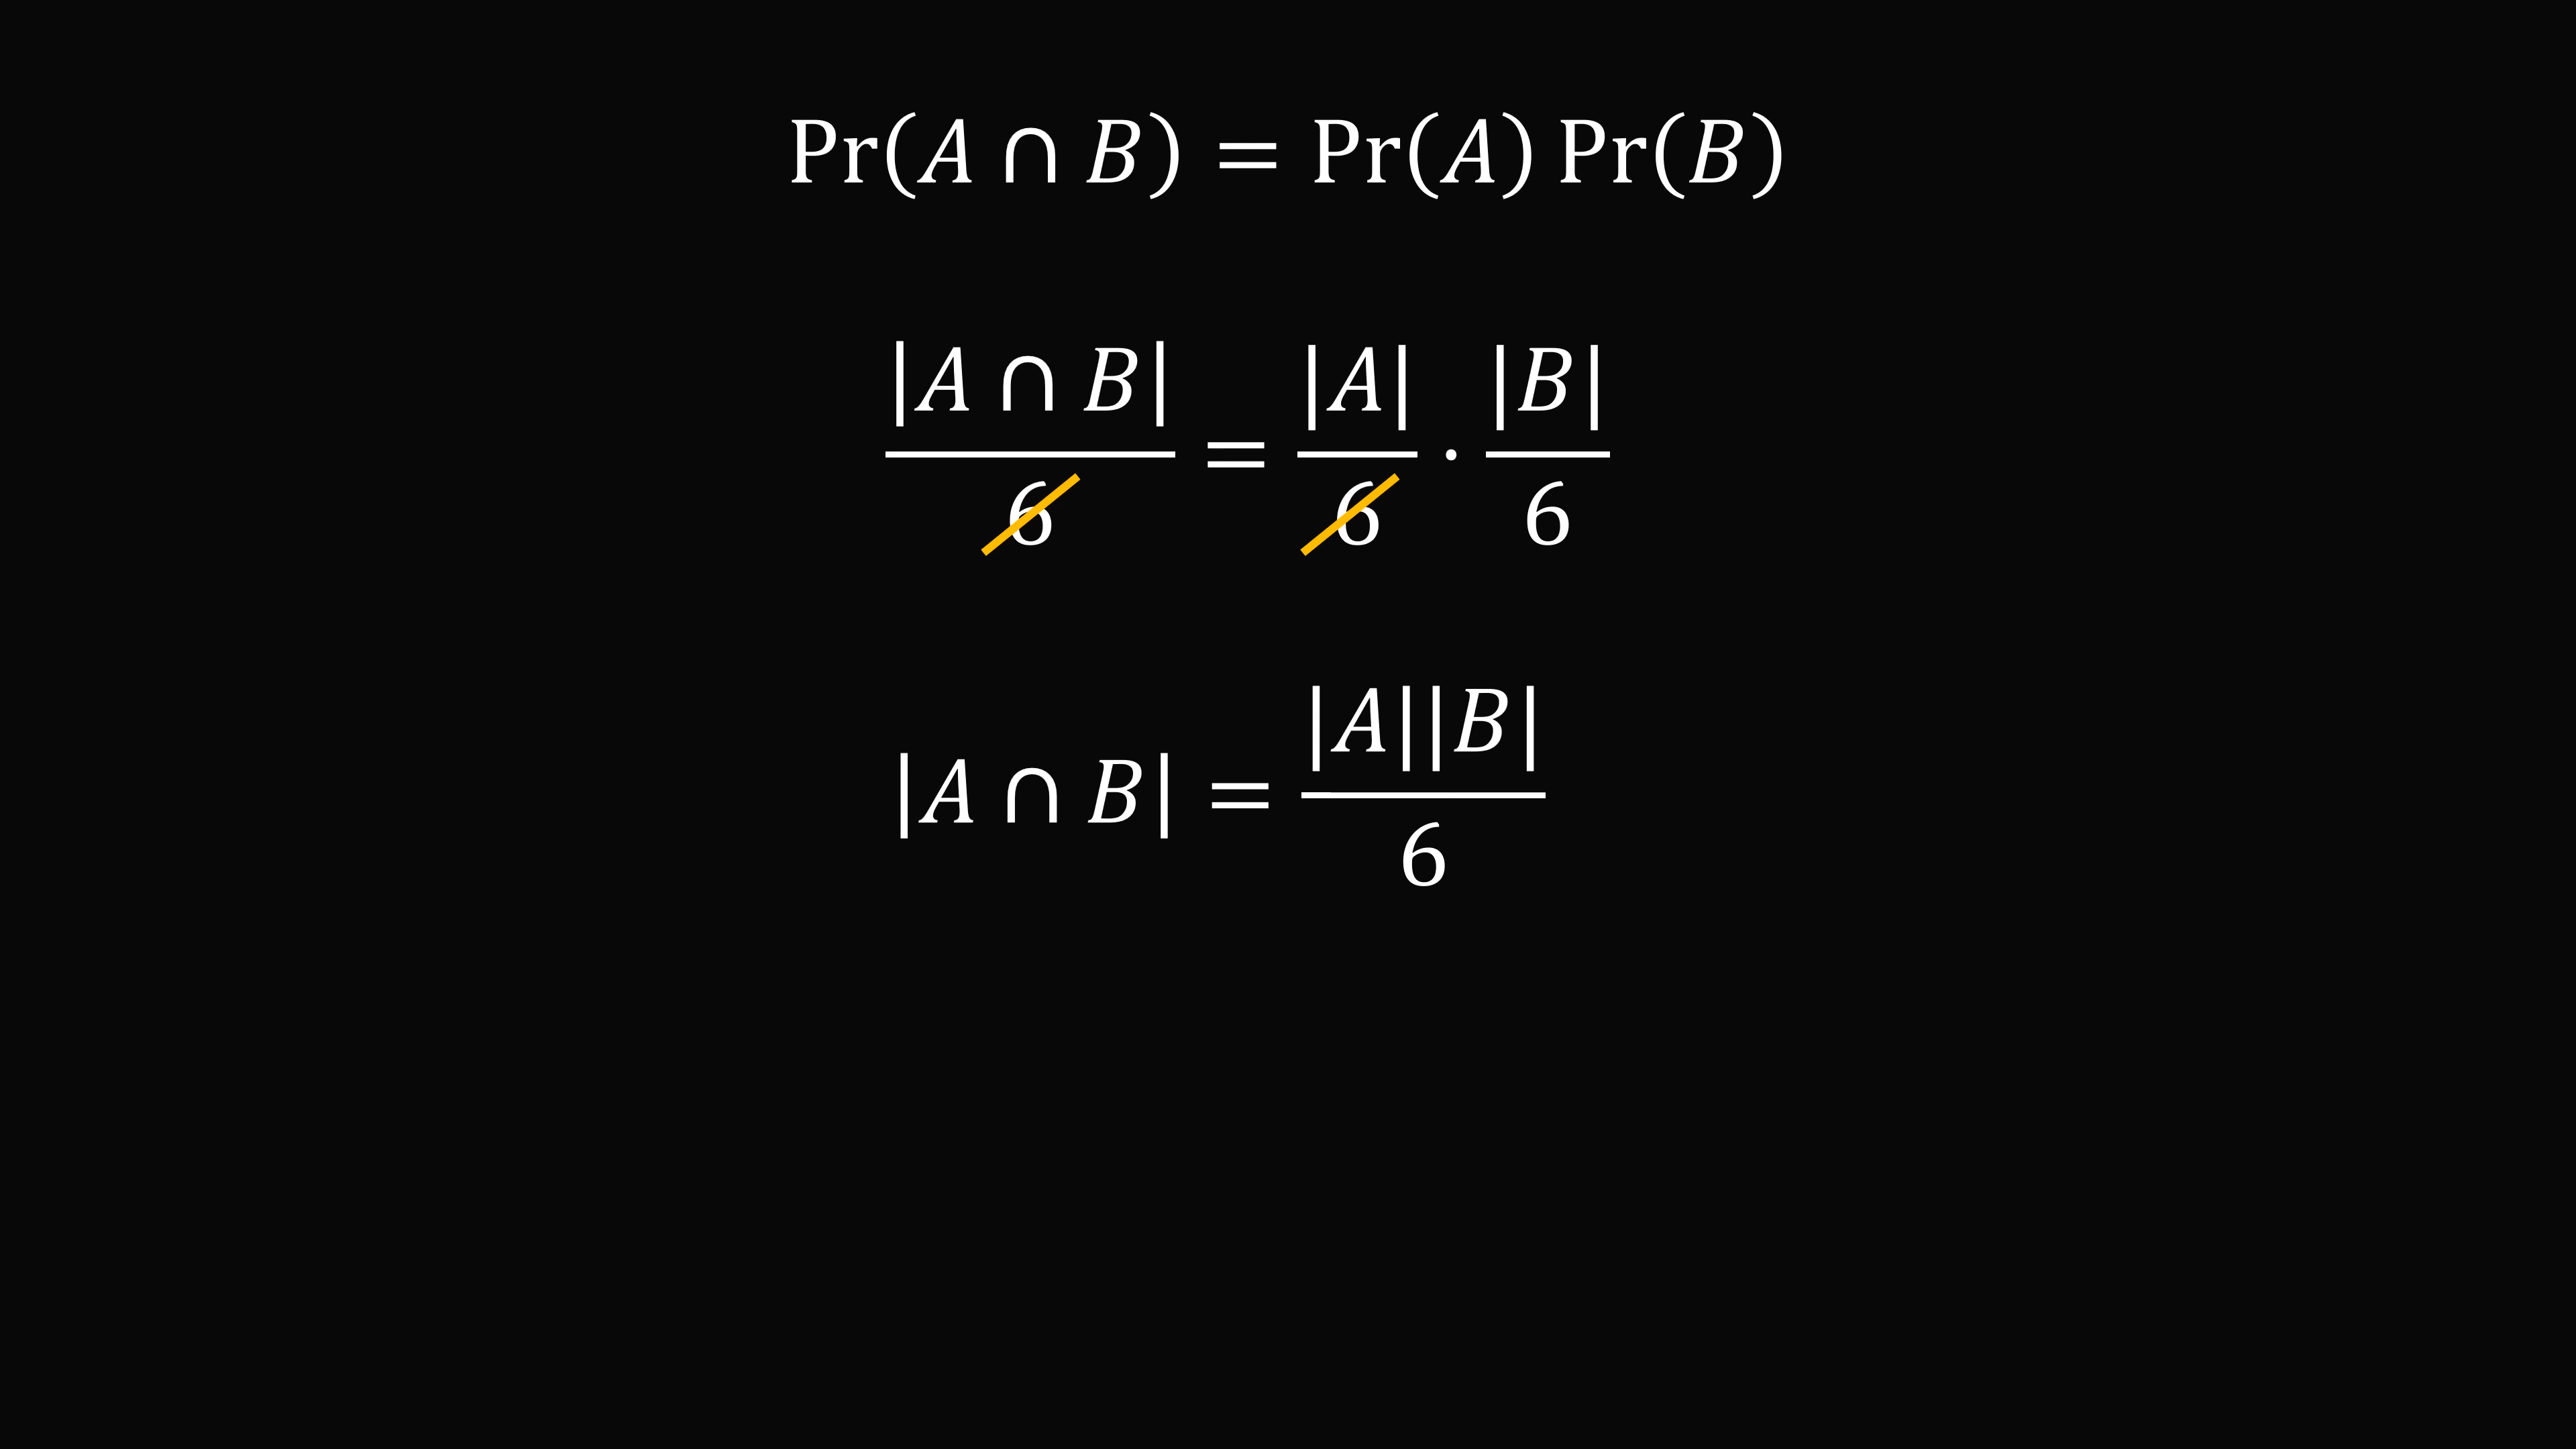 Pr(A ∩ B) = Pr(A) Pr(B)
|A ∩ B|/6 = |A|/6 · |B|/6
|A ∩ B| = |A||B|/6